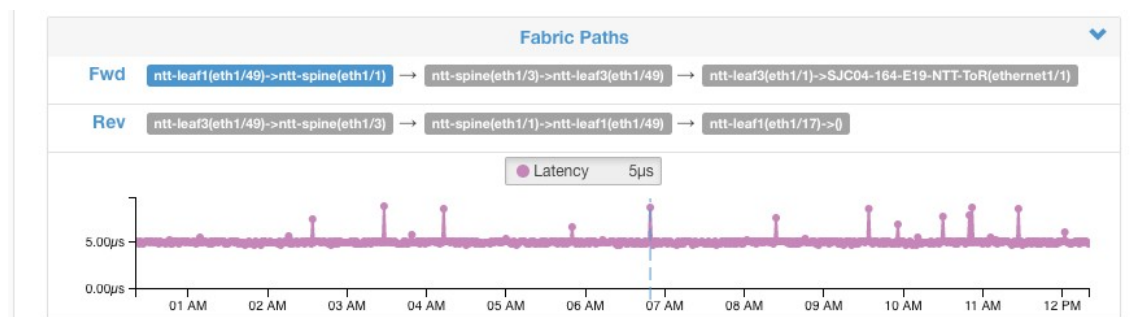 Fabric Paths
Fwd ntt-leaf1(eth1/49)->ntt-spine(eth1/1) → ntt-spine(eth1/3)->ntt-leaf3(eth1/49) → ntt-leaf3(eth1/1)->SJC04-164-E19-NTT-ToR(ethernet1/1)
Rev ntt-leaf3(eth1/49)->ntt-spine(eth1/3) → ntt-spine(eth1/1)->ntt-leaf1(eth1/49) → ntt-leaf1(eth1/17)->()
Latency 5µs
5.00µs
0.00µs
01 AM 02 AM 03 AM 04 AM 05 AM 06 AM 07 AM 08 AM 09 AM 10 AM 11 AM 12 PM